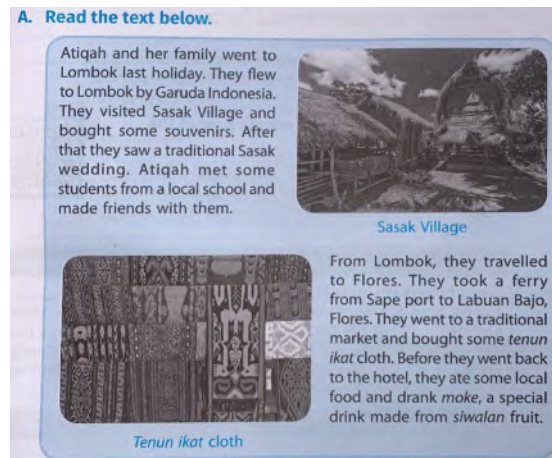 A. Read the text below.
Atiqah and her family went to
Lombok last holiday. They flew
to Lombok by Garuda Indonesia.
They visited Sasak Village and
bought some souvenirs. After
that they saw a traditional Sasak
wedding. Atiqah met some
students from a local school and
made friends with them.
Sasak Village
From Lombok, they travelled
to Flores. They took a ferry
from Sape port to Labuan Bajo,
Flores. They went to a traditional
market and bought some tenun
ikat cloth. Before they went back
to the hotel, they ate some local
food and drank moke, a special
drink made from siwalan fruit.
Tenun ikat cloth